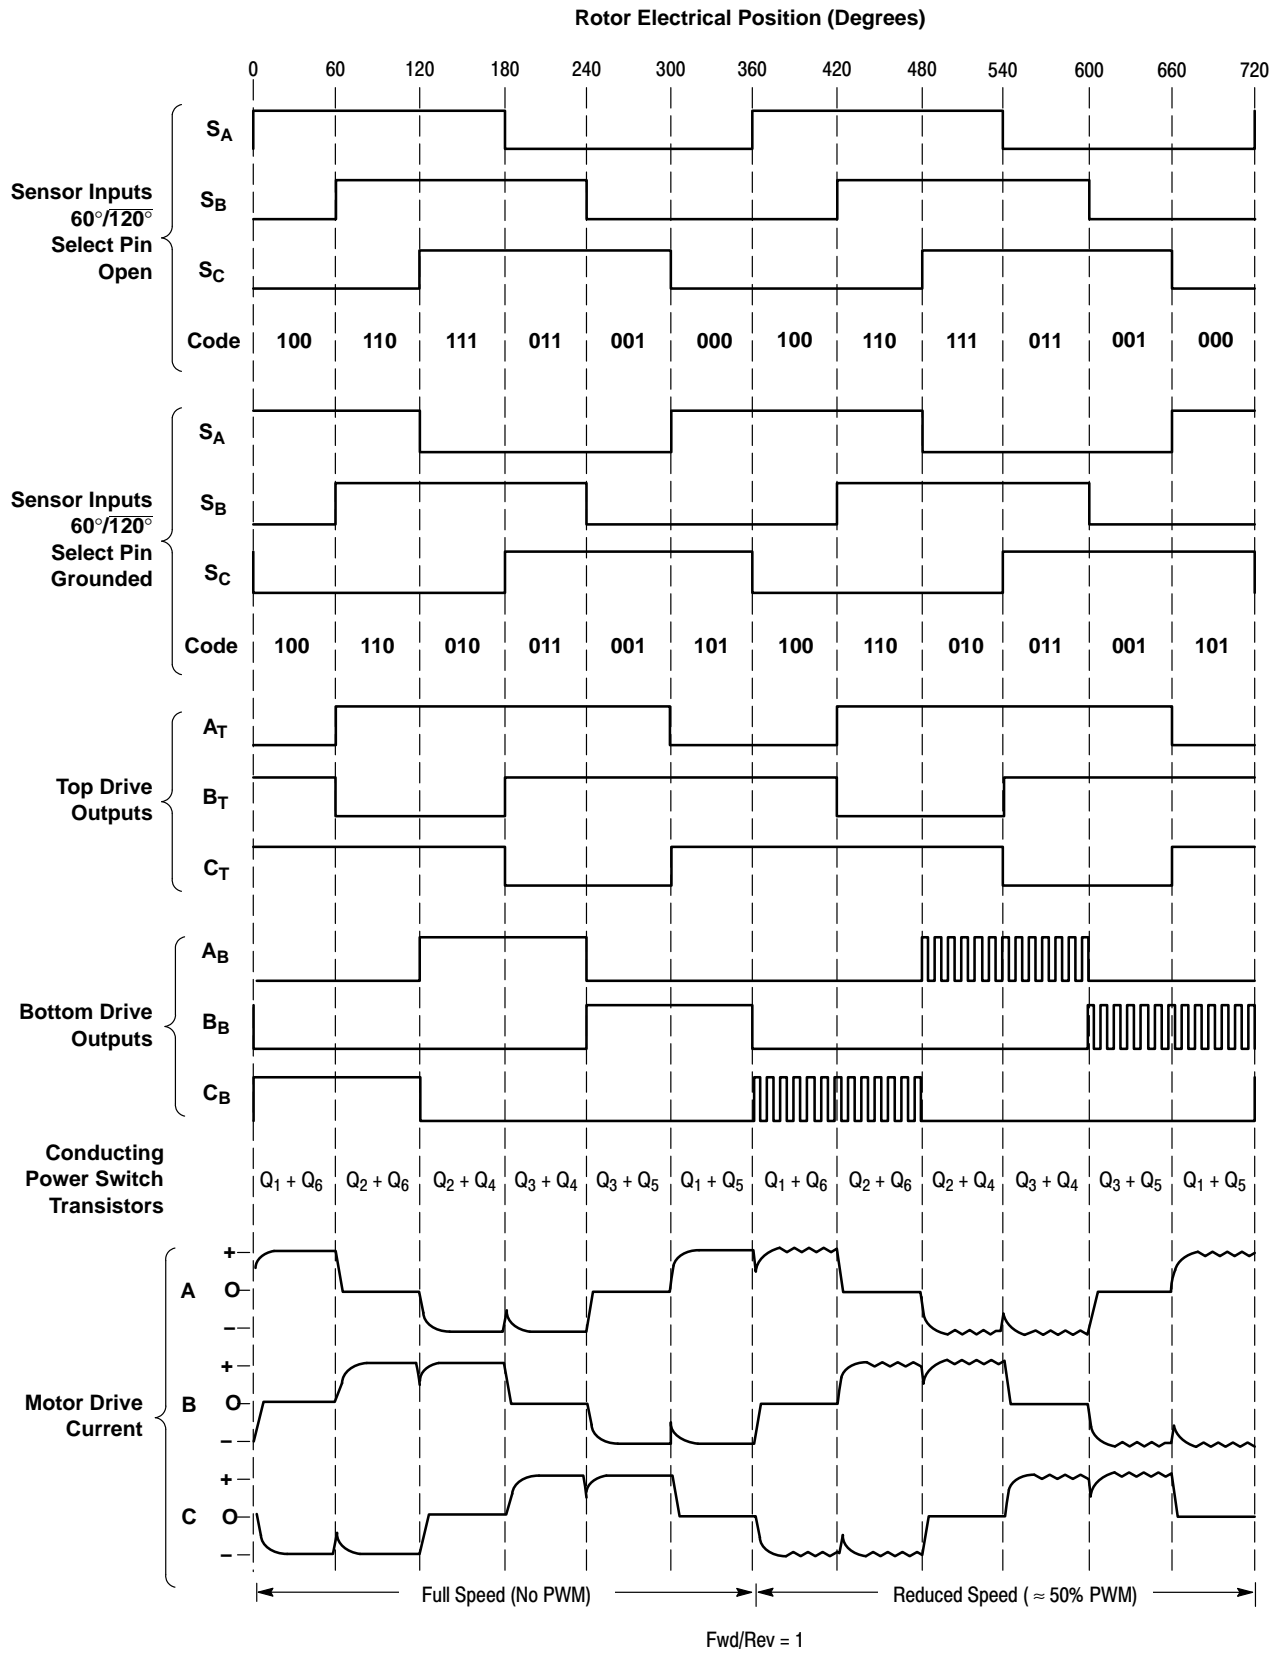 Rotor Electrical Position (Degrees)
0 60 120 180 240 300 360 420 480 540 600 660 720
Sensor Inputs
60°/120°
Select Pin
Open
SA
SB
SC
Code 100 110 111 011 001 000 100 110 111 011 001 000
Sensor Inputs
60°/120°
Select Pin
Grounded
SA
SB
SC
Code 100 110 010 011 001 101 100 110 010 011 001 101
Top Drive
Outputs
AT
BT
CT
Bottom Drive
Outputs
AB
BB
CB
Conducting
Power Switch
Transistors
Q1 + Q6 Q2 + Q6 Q2 + Q4 Q3 + Q4 Q3 + Q5 Q1 + Q5 Q1 + Q6 Q2 + Q6 Q2 + Q4 Q3 + Q4 Q3 + Q5 Q1 + Q5
Motor Drive
Current
+
A O
−
+
B O
−
+
C O
−
Full Speed (No PWM) Reduced Speed ( ≈ 50% PWM)
Fwd/Rev = 1